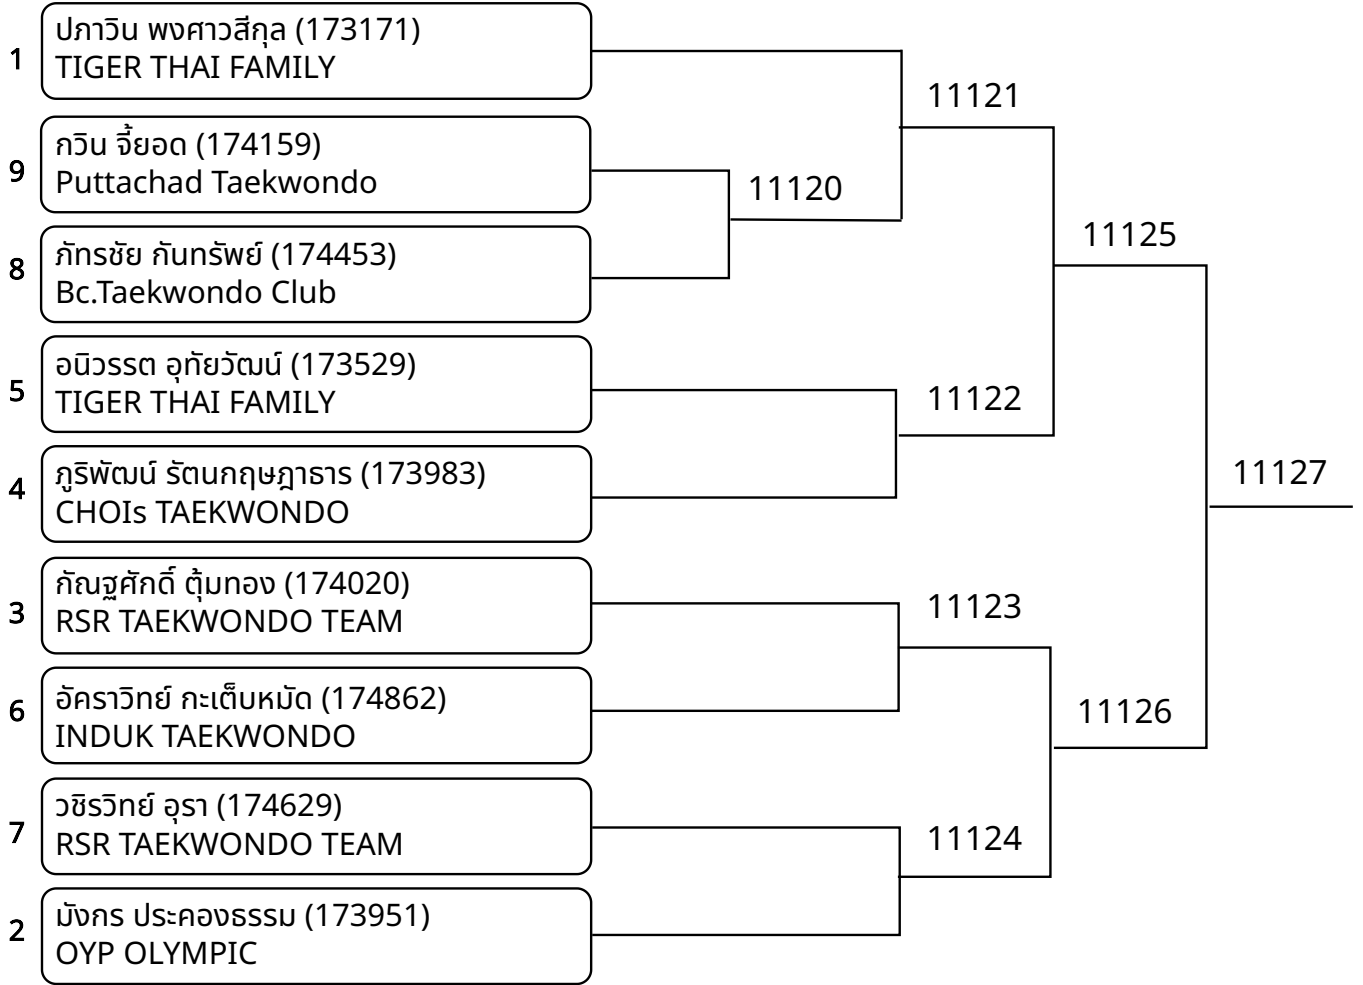 1
ปภาวิน พงศาวสีกุล (173171)
TIGER THAI FAMILY
9
กวิน จี้ยอด (174159)
Puttachad Taekwondo
8
ภัทรชัย กันทรัพย์ (174453)
Bc.Taekwondo Club
5
อนิวรรต อุทัยวัฒน์ (173529)
TIGER THAI FAMILY
4
ภูริพัฒน์ รัตนกฤษฎาธาร (173983)
CHOIs TAEKWONDO
3
กัณฐศักดิ์ ตุ้มทอง (174020)
RSR TAEKWONDO TEAM
6
อัคราวิทย์ กะเต็บหมัด (174862)
INDUK TAEKWONDO
7
วชิรวิทย์ อุรา (174629)
RSR TAEKWONDO TEAM
2
มังกร ประคองธรรม (173951)
OYP OLYMPIC
11120
11121
11122
11123
11124
11125
11126
11127